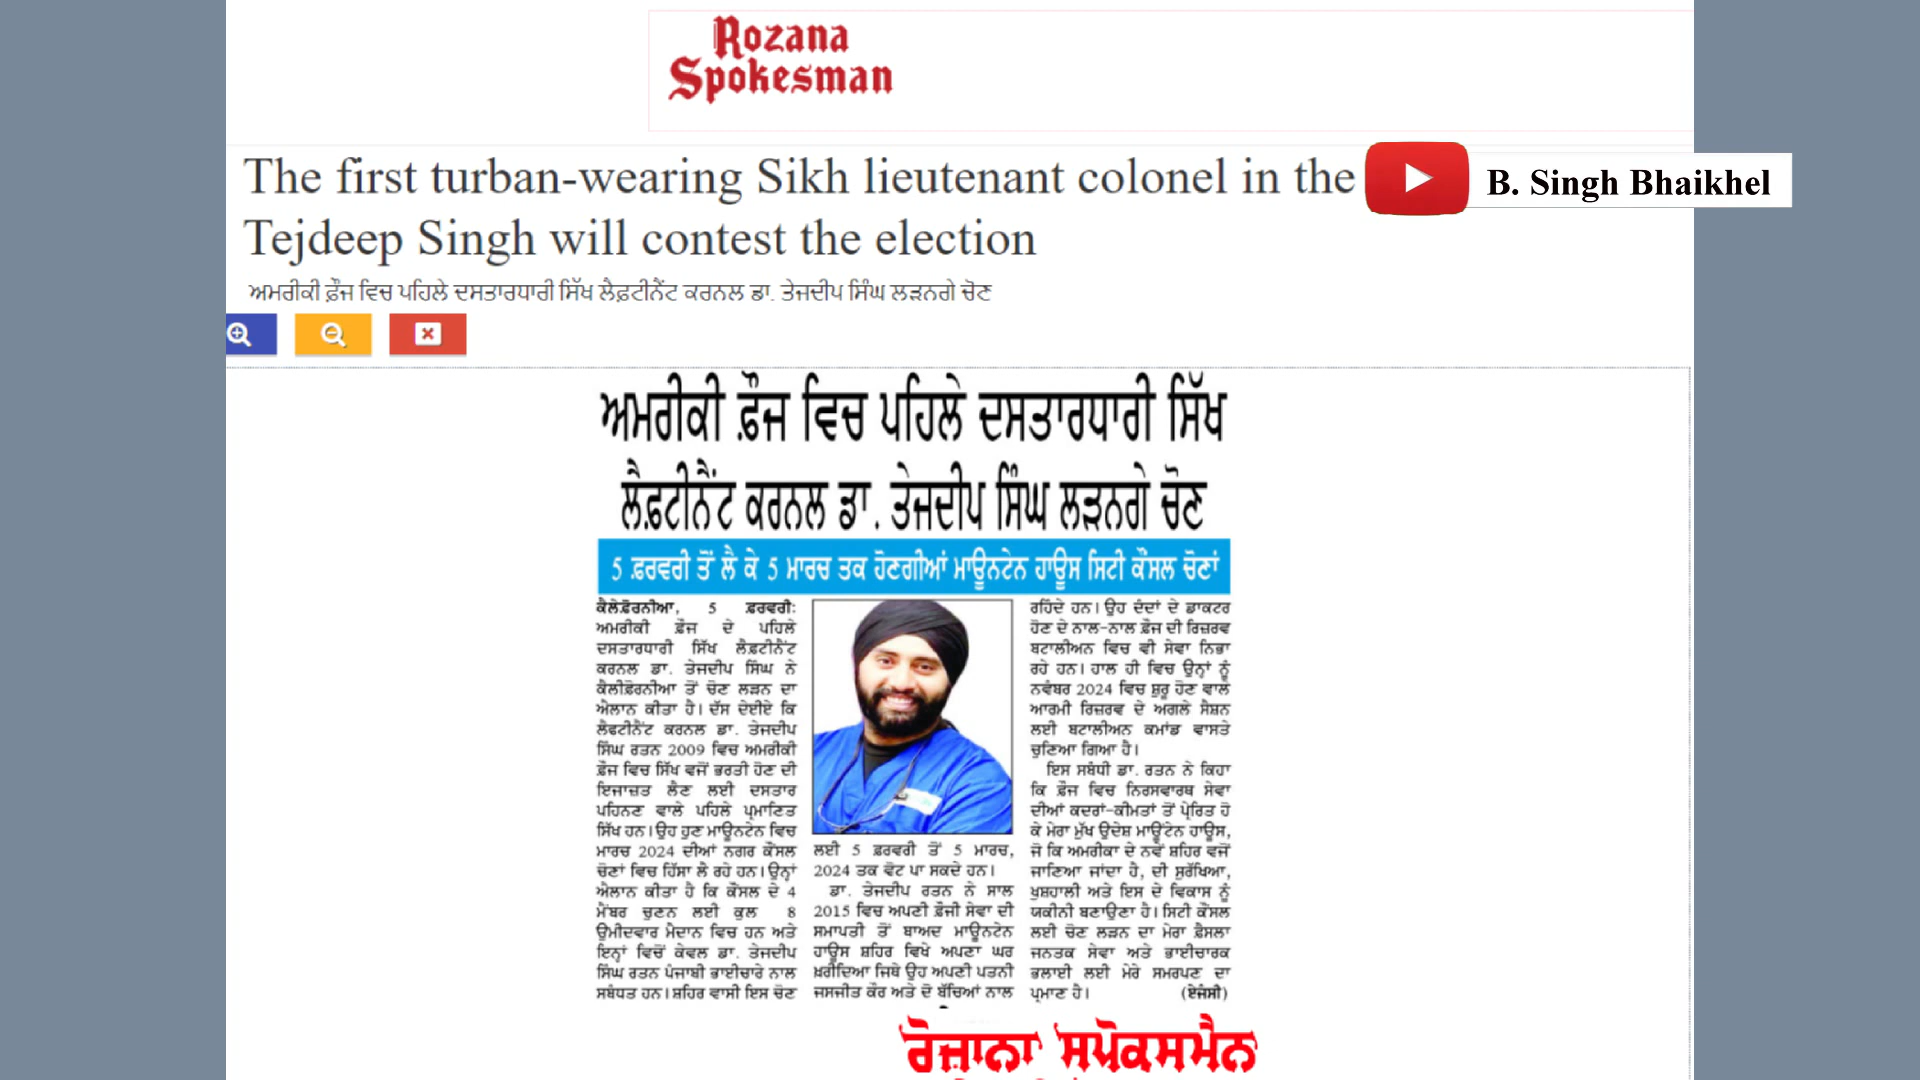 Rozana
Spokesman
The first turban-wearing Sikh lieutenant colonel in the
B. Singh Bhaikhel
Tejdeep Singh will contest the election
ਅਮਰੀਕੀ ਫ਼ੌਜ ਵਿਚ ਪਹਿਲੇ ਦਸਤਾਰਧਾਰੀ ਸਿੱਖ ਲੈਫ਼ਟੀਨੈਂਟ ਕਰਨਲ ਡਾ. ਤੇਜਦੀਪ ਸਿੰਘ ਲੜਨਗੇ ਚੋਣ
ਅਮਰੀਕੀ ਫ਼ੌਜ ਵਿਚ ਪਹਿਲੇ ਦਸਤਾਰਧਾਰੀ ਸਿੱਖ
ਲੈਫ਼ਟੀਨੈਂਟ ਕਰਨਲ ਡਾ. ਤੇਜਦੀਪ ਸਿੰਘ ਲੜਨਗੇ ਚੋਣ
5 ਫ਼ਰਵਰੀ ਤੋਂ ਲੈ ਕੇ 5 ਮਾਰਚ ਤਕ ਹੋਣਗੀਆਂ ਮਾਊਨਟੇਨ ਹਾਊਸ ਸਿਟੀ ਕੌਂਸਲ ਚੋਣਾਂ
ਕੈਲੇਫ਼ੋਰਨੀਆ, 5 ਫ਼ਰਵਰੀ:
ਅਮਰੀਕੀ ਫ਼ੌਜ ਦੇ ਪਹਿਲੇ
ਦਸਤਾਰਧਾਰੀ ਸਿੱਖ ਲੈਫ਼ਟੀਨੈਂਟ
ਕਰਨਲ ਡਾ. ਤੇਜਦੀਪ ਸਿੰਘ ਨੇ
ਕੈਲੀਫ਼ੋਰਨੀਆ ਤੋਂ ਚੋਣ ਲੜਨ ਦਾ
ਐਲਾਨ ਕੀਤਾ ਹੈ। ਦੱਸ ਦੇਈਏ ਕਿ
ਲੈਫਟੀਨੈਂਟ ਕਰਨਲ ਡਾ. ਤੇਜਦੀਪ
ਸਿੰਘ ਰਤਨ 2009 ਵਿਚ ਅਮਰੀਕੀ
ਫ਼ੌਜ ਵਿਚ ਸਿੱਖ ਵਜੋਂ ਭਰਤੀ ਹੋਣ ਦੀ
ਇਜਾਜ਼ਤ ਲੈਣ ਲਈ ਦਸਤਾਰ
ਪਹਿਨਣ ਵਾਲੇ ਪਹਿਲੇ ਪ੍ਰਮਾਣਿਤ
ਸਿੱਖ ਹਨ। ਉਹ ਹੁਣ ਮਾਊਨਟੇਨ ਵਿਚ
ਮਾਰਚ 2024 ਦੀਆਂ ਨਗਰ ਕੌਂਸਲ
ਚੋਣਾਂ ਵਿਚ ਹਿੱਸਾ ਲੈ ਰਹੇ ਹਨ। ਉਨ੍ਹਾਂ
ਐਲਾਨ ਕੀਤਾ ਹੈ ਕਿ ਕੌਂਸਲ ਦੇ 4
ਮੈਂਬਰ ਚੁਣਨ ਲਈ ਕੁਲ 8
ਉਮੀਦਵਾਰ ਮੈਦਾਨ ਵਿਚ ਹਨ ਅਤੇ
ਇਨ੍ਹਾਂ ਵਿਚੋਂ ਕੇਵਲ ਡਾ. ਤੇਜਦੀਪ
ਸਿੰਘ ਰਤਨ ਪੰਜਾਬੀ ਭਾਈਚਾਰੇ ਨਾਲ
ਸਬੰਧਤ ਹਨ। ਸ਼ਹਿਰ ਵਾਸੀ ਇਸ ਚੋਣ
ਲਈ 5 ਫ਼ਰਵਰੀ ਤੋਂ 5 ਮਾਰਚ,
2024 ਤਕ ਵੋਟ ਪਾ ਸਕਦੇ ਹਨ।
ਡਾ. ਤੇਜਦੀਪ ਰਤਨ ਨੇ ਸਾਲ
2015 ਵਿਚ ਅਪਣੀ ਫ਼ੌਜੀ ਸੇਵਾ ਦੀ
ਸਮਾਪਤੀ ਤੋਂ ਬਾਅਦ ਮਾਊਨਟੇਨ
ਹਾਊਸ ਸ਼ਹਿਰ ਵਿਖੇ ਅਪਣਾ ਘਰ
ਖ਼ਰੀਦਿਆ ਜਿਥੇ ਉਹ ਅਪਣੀ ਪਤਨੀ
ਜਸਜੀਤ ਕੌਰ ਅਤੇ ਦੋ ਬੱਚਿਆਂ ਨਾਲ
ਰਹਿੰਦੇ ਹਨ। ਉਹ ਦੰਦਾਂ ਦੇ ਡਾਕਟਰ
ਹੋਣ ਦੇ ਨਾਲ-ਨਾਲ ਫ਼ੌਜ ਦੀ ਰਿਜ਼ਰਵ
ਬਟਾਲੀਅਨ ਵਿਚ ਵੀ ਸੇਵਾ ਨਿਭਾ
ਰਹੇ ਹਨ। ਹਾਲ ਹੀ ਵਿਚ ਉਨ੍ਹਾਂ ਨੂੰ
ਨਵੰਬਰ 2024 ਵਿਚ ਸ਼ੁਰੂ ਹੋਣ ਵਾਲੇ
ਆਰਮੀ ਰਿਜ਼ਰਵ ਦੇ ਅਗਲੇ ਸੈਸ਼ਨ
ਲਈ ਬਟਾਲੀਅਨ ਕਮਾਂਡ ਵਾਸਤੇ
ਚੁਣਿਆ ਗਿਆ ਹੈ।
ਇਸ ਸਬੰਧੀ ਡਾ. ਰਤਨ ਨੇ ਕਿਹਾ
ਕਿ ਫ਼ੌਜ ਵਿਚ ਨਿਰਸਵਾਰਥ ਸੇਵਾ
ਦੀਆਂ ਕਦਰਾਂ-ਕੀਮਤਾਂ ਤੋਂ ਪ੍ਰੇਰਿਤ ਹੋ
ਕੇ ਮੇਰਾ ਮੁੱਖ ਉਦੇਸ਼ ਮਾਊਂਟੇਨ ਹਾਊਸ,
ਜੋ ਕਿ ਅਮਰੀਕਾ ਦੇ ਨਵੇਂ ਸ਼ਹਿਰ ਵਜੋਂ
ਜਾਣਿਆ ਜਾਂਦਾ ਹੈ, ਦੀ ਸੁਰੱਖਿਆ,
ਖ਼ੁਸ਼ਹਾਲੀ ਅਤੇ ਇਸ ਦੇ ਵਿਕਾਸ ਨੂੰ
ਯਕੀਨੀ ਬਣਾਉਣਾ ਹੈ। ਸਿਟੀ ਕੌਂਸਲ
ਲਈ ਚੋਣ ਲੜਨ ਦਾ ਮੇਰਾ ਫ਼ੈਸਲਾ
ਜਨਤਕ ਸੇਵਾ ਅਤੇ ਭਾਈਚਾਰਕ
ਭਲਾਈ ਲਈ ਮੇਰੇ ਸਮਰਪਣ ਦਾ
ਪ੍ਰਮਾਣ ਹੈ। (ਏਜੰਸੀ)
ਰੋਜ਼ਾਨਾ ਸਪੋਕਸਮੈਨ